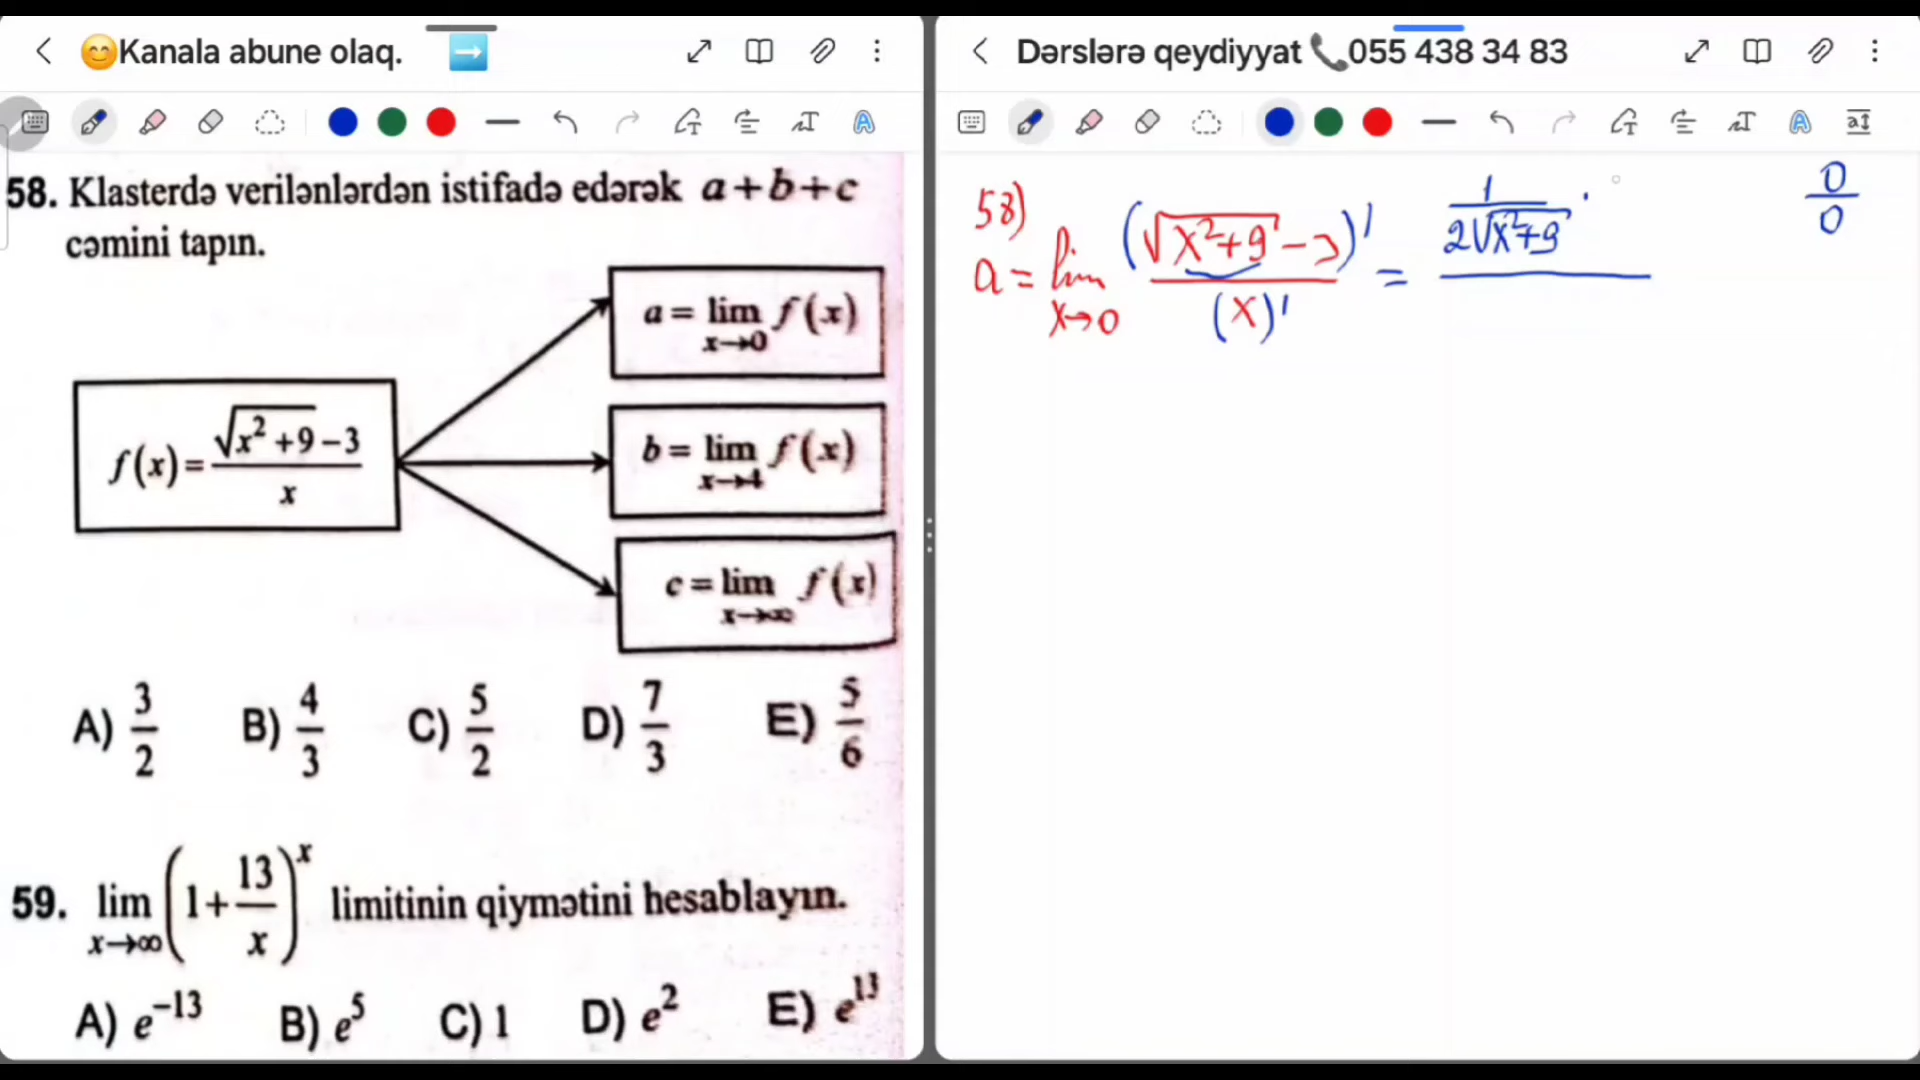 😊Kanala abune olaq. ➡️
58. Klasterdə verilənlərdən istifadə edərək a+b+c
cəmini tapın.
f(x)= (√(x²+9) −3)/x
a = lim x→0 f(x)
b = lim x→4 f(x)
c = lim x→∞ f(x)
A) 3/2 B) 4/3 C) 5/2 D) 7/3 E) 5/6
59. lim x→∞ (1+13/x)^x limitinin qiymətini hesablayın.
A) e^−13 B) e^5 C) 1 D) e^2 E) e^13
Dərslərə qeydiyyat 📞055 438 34 83
58)
a = lim x→0 (√(x²+9) −3)' / (x)' = 1/(2√(x²+9)) ·
0/0